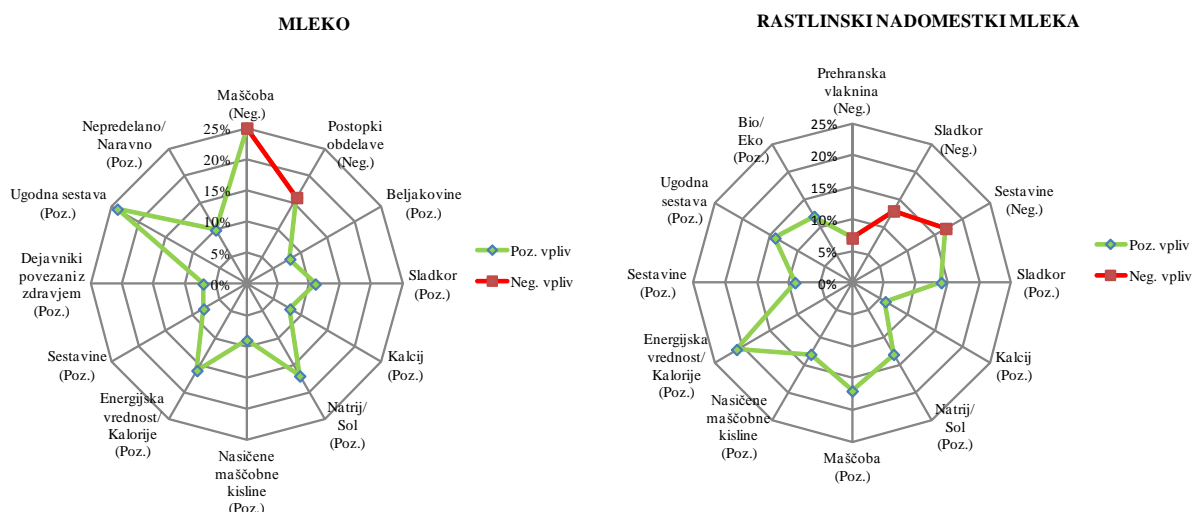 MLEKO
Maščoba
(Neg.)
Postopki
obdelave
(Neg.)
Beljakovine
(Poz.)
Sladkor
(Poz.)
Kalcij
(Poz.)
Natrij/
Sol
(Poz.)
Nasičene
maščobne
kisline
(Poz.)
Energijska
vrednost/
Kalorije
(Poz.)
Sestavine
(Poz.)
Dejavniki
povezani z
zdravjem
(Poz.)
Ugodna sestava
(Poz.)
Nepredelano/
Naravno
(Poz.)
25%
20%
15%
10%
5%
0%
Poz. vpliv
Neg. vpliv
RASTLINSKI NADOMESTKI MLEKA
Prehranska
vlaknina
(Neg.)
Sladkor
(Neg.)
Sestavine
(Neg.)
Sladkor
(Poz.)
Kalcij
(Poz.)
Natrij/
Sol
(Poz.)
Maščoba
(Poz.)
Nasičene
maščobne
kisline
(Poz.)
Energijska
vrednost/
Kalorije
(Poz.)
Sestavine
(Poz.)
Ugodna
sestava
(Poz.)
Bio/
Eko
(Poz.)
25%
20%
15%
10%
5%
0%
Poz. vpliv
Neg. vpliv